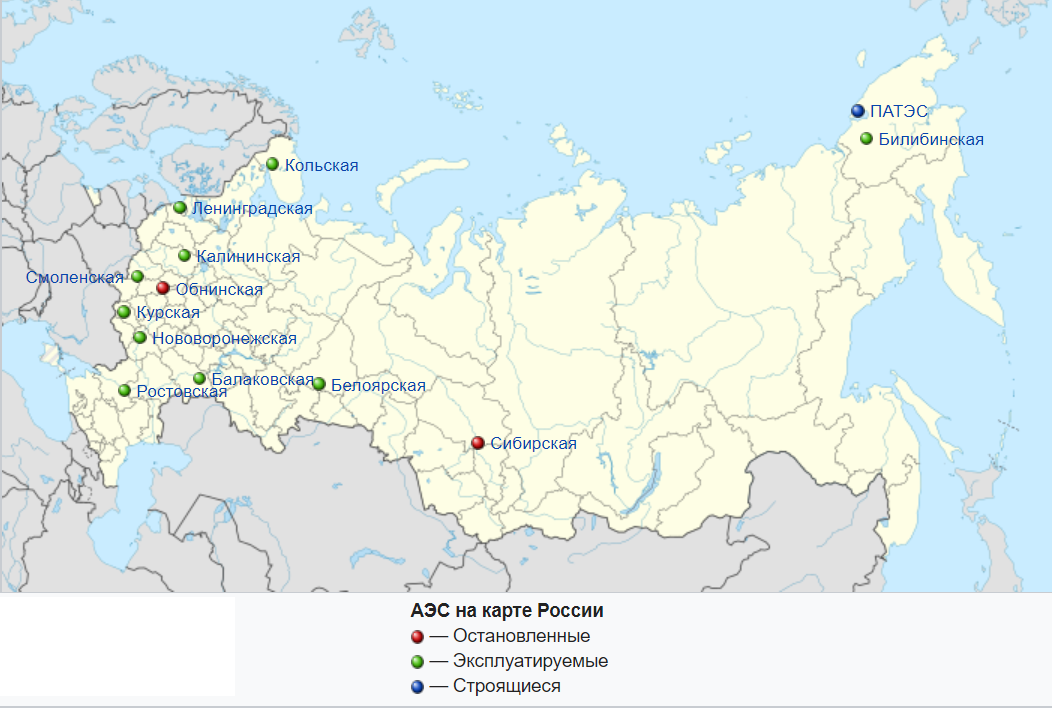 ПАТЭС
Билибинская
Кольская
Ленинградская
Калининская
Смоленская
Обнинская
Курская
Нововоронежская
Балаковская
Белоярская
Ростовская
Сибирская
АЭС на карте России
— Остановленные
— Эксплуатируемые
— Строящиеся